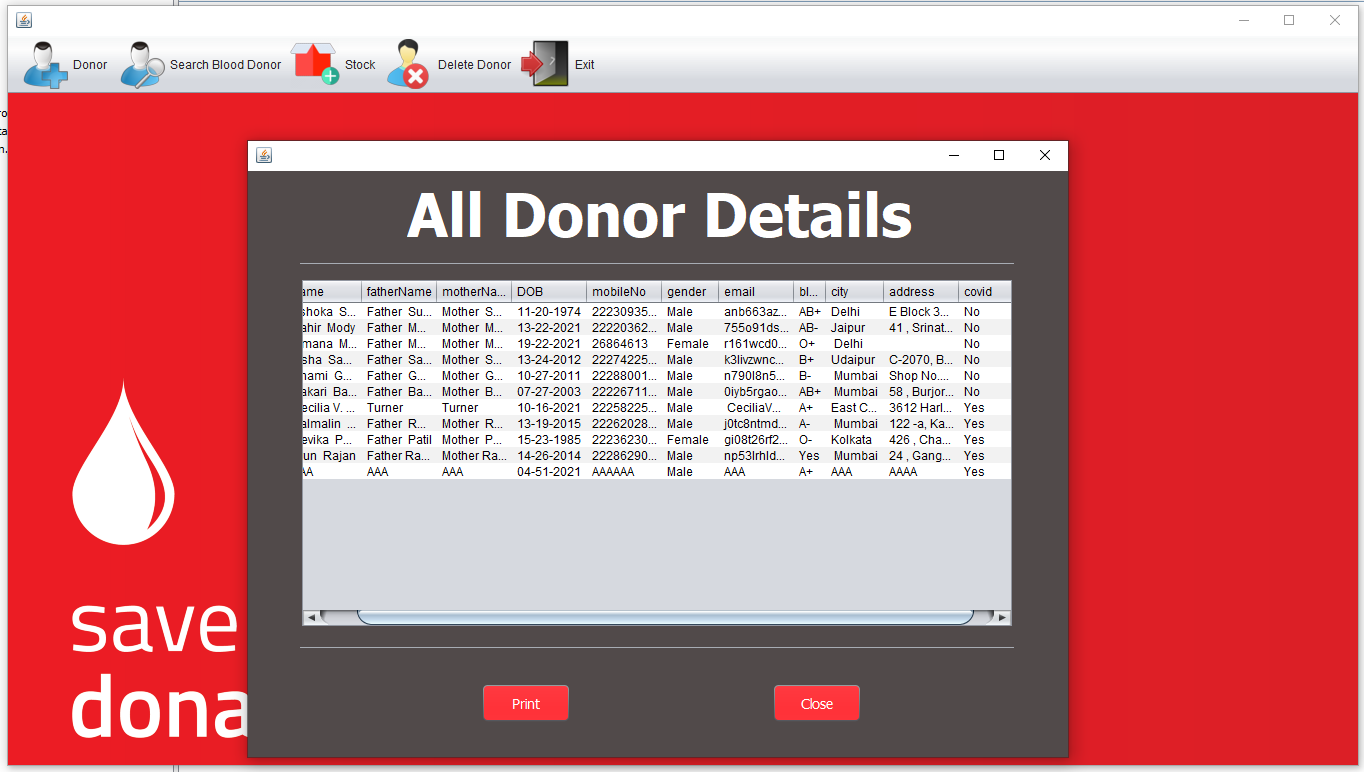 Donor Search Blood Donor Stock Delete Donor Exit
ro
ta
n.
All Donor Details
ame fatherName motherNa... DOB mobileNo gender email bl... city address covid
shoka S... Father Su... Mother S... 11-20-1974 22230935... Male anb663az... AB+ Delhi E Block 3... No
ahir Mody Father M... Mother M... 13-22-2021 22220362... Male 755o91ds... AB- Jaipur 41 , Srinat... No
mana M... Father M... Mother M... 19-22-2021 26864613 Female r161wcd0... O+ Delhi No
sha Sa... Father Sa... Mother S... 13-24-2012 22274225... Male k3livzwnc... B+ Udaipur C-2070, B... No
hami G... Father G... Mother G... 10-27-2011 22288001... Male n790l8n5... B- Mumbai Shop No.... No
akari Ba... Father Ba... Mother B... 07-27-2003 22226711... Male 0iyb5rgao... AB+ Mumbai 58 , Burjor... No
ecilia V. ... Turner Turner 10-16-2021 22258225... Male CeciliaV... A+ East C... 3612 Harl... Yes
almalin ... Father R... Mother R... 13-19-2015 22262028... Male j0tc8ntmd... A- Mumbai 122 -a, Ka... Yes
evika P... Father Patil Mother P... 15-23-1985 22236230... Female gi08t26rf2... O- Kolkata 426 , Cha... Yes
un Rajan Father Ra... Mother Ra... 14-26-2014 22286290... Male np53lrhld... Yes Mumbai 24 , Gang... Yes
AA AAA AAA 04-51-2021 AAAAAA Male AAA A+ AAA AAAA Yes
save
dona
Print Close